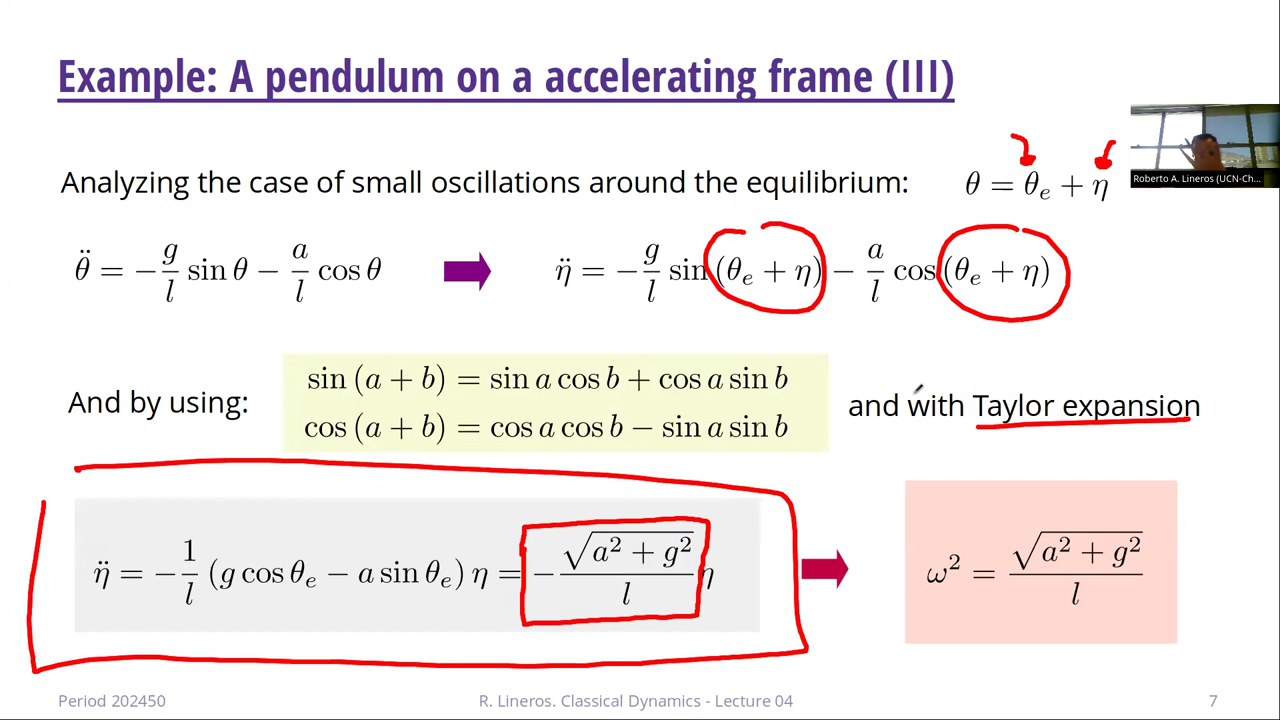 Example: A pendulum on a accelerating frame (III)
Roberto A. Lineros (UCN-Ch...
Analyzing the case of small oscillations around the equilibrium: θ = θ_e + η
θ̈ = −g/l sin θ − a/l cos θ η̈ = −g/l sin (θ_e + η) − a/l cos (θ_e + η)
And by using: sin (a + b) = sin a cos b + cos a sin b
cos (a + b) = cos a cos b − sin a sin b
and with Taylor expansion
η̈ = −1/l (g cos θ_e − a sin θ_e) η = −√(a² + g²)/l η
ω² = √(a² + g²)/l
Period 202450 R. Lineros. Classical Dynamics - Lecture 04 7